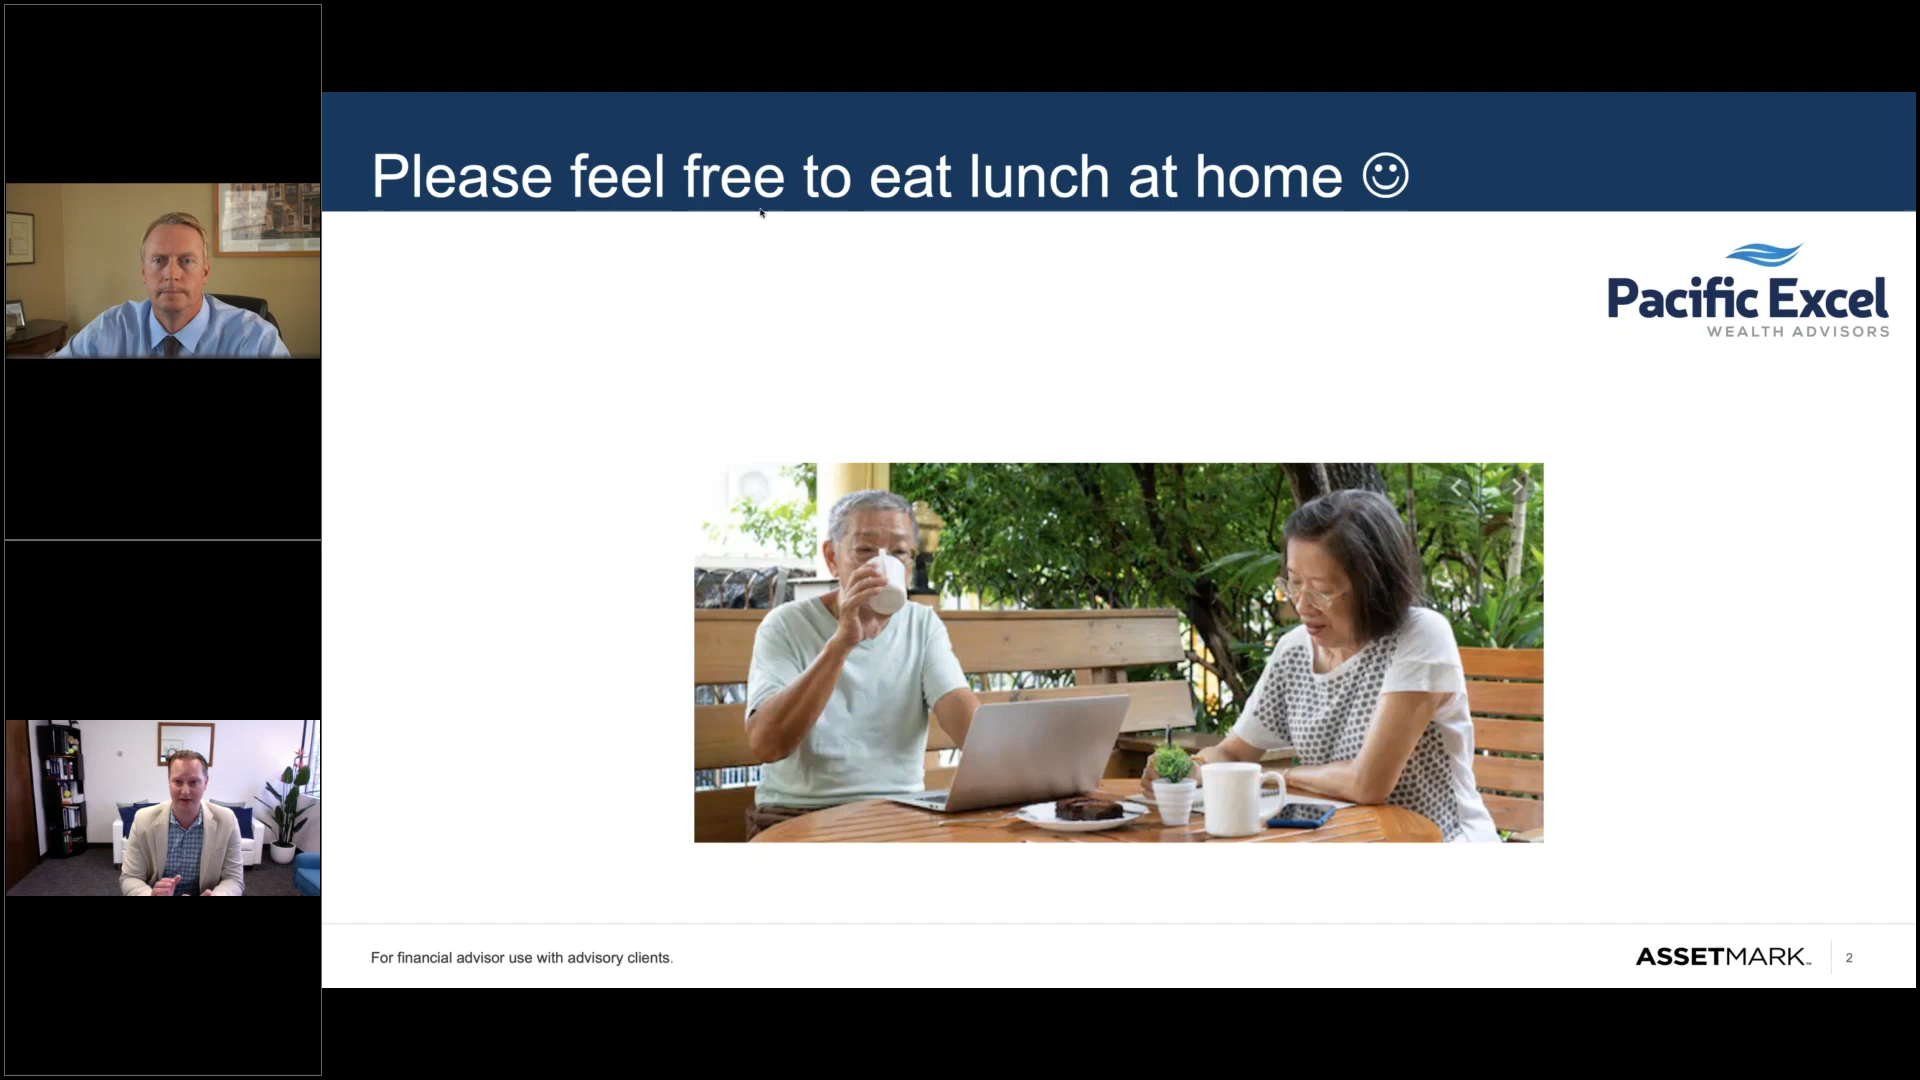 Please feel free to eat lunch at home ☺
Pacific Excel
WEALTH ADVISORS
For financial advisor use with advisory clients.
ASSETMARK™
2